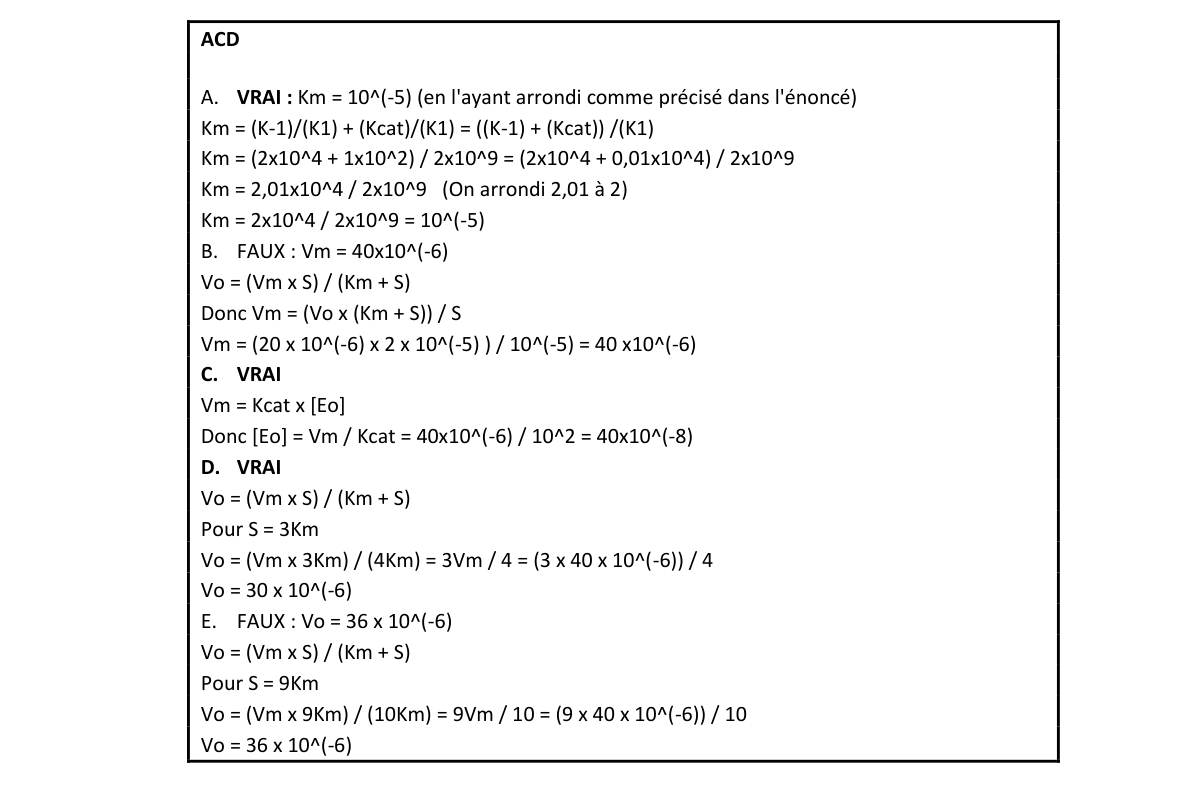 ACD
A. VRAI : Km = 10^(-5) (en l'ayant arrondi comme précisé dans l'énoncé)
Km = (K-1)/(K1) + (Kcat)/(K1) = ((K-1) + (Kcat)) /(K1)
Km = (2x10^4 + 1x10^2) / 2x10^9 = (2x10^4 + 0,01x10^4) / 2x10^9
Km = 2,01x10^4 / 2x10^9 (On arrondi 2,01 à 2)
Km = 2x10^4 / 2x10^9 = 10^(-5)
B. FAUX : Vm = 40x10^(-6)
Vo = (Vm x S) / (Km + S)
Donc Vm = (Vo x (Km + S)) / S
Vm = (20 x 10^(-6) x 2 x 10^(-5) ) / 10^(-5) = 40 x10^(-6)
C. VRAI
Vm = Kcat x [Eo]
Donc [Eo] = Vm / Kcat = 40x10^(-6) / 10^2 = 40x10^(-8)
D. VRAI
Vo = (Vm x S) / (Km + S)
Pour S = 3Km
Vo = (Vm x 3Km) / (4Km) = 3Vm / 4 = (3 x 40 x 10^(-6)) / 4
Vo = 30 x 10^(-6)
E. FAUX : Vo = 36 x 10^(-6)
Vo = (Vm x S) / (Km + S)
Pour S = 9Km
Vo = (Vm x 9Km) / (10Km) = 9Vm / 10 = (9 x 40 x 10^(-6)) / 10
Vo = 36 x 10^(-6)